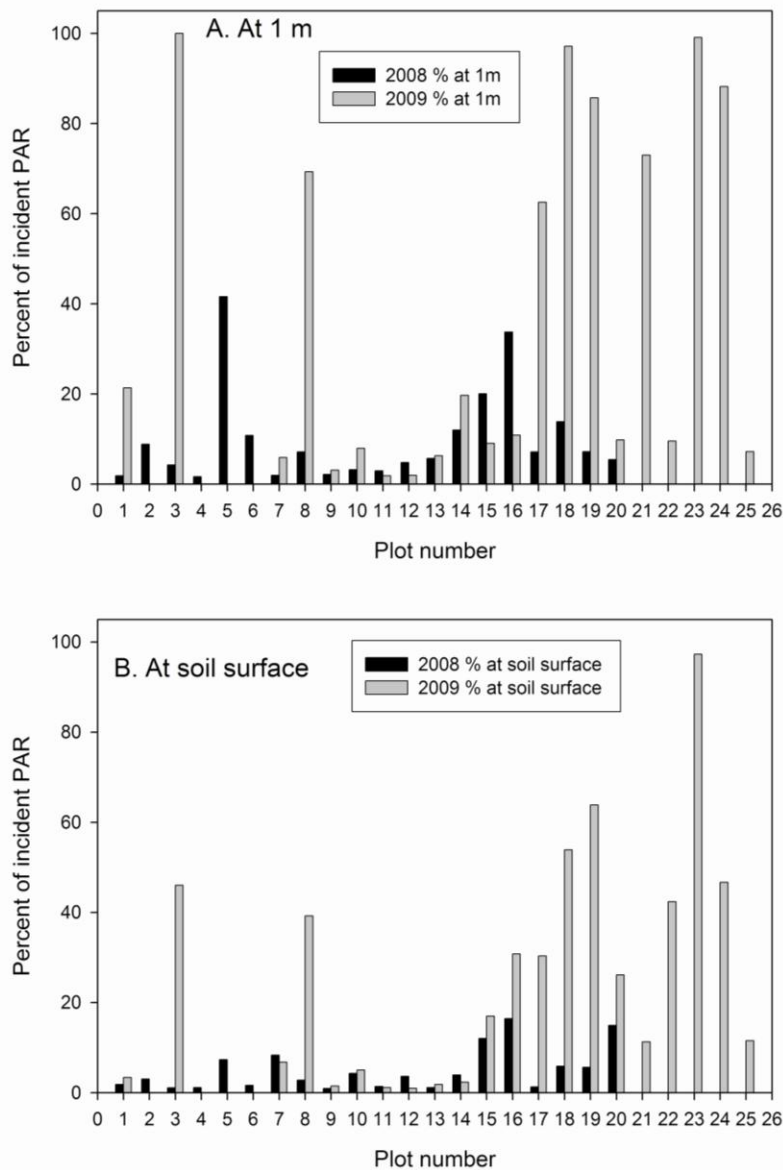 A. At 1 m
2008 % at 1m
2009 % at 1m
Percent of incident PAR
100
80
60
40
20
0
0 1 2 3 4 5 6 7 8 9 10 11 12 13 14 15 16 17 18 19 20 21 22 23 24 25 26
Plot number
B. At soil surface
2008 % at soil surface
2009 % at soil surface
Percent of incident PAR
100
80
60
40
20
0
0 1 2 3 4 5 6 7 8 9 10 11 12 13 14 15 16 17 18 19 20 21 22 23 24 25 26
Plot number